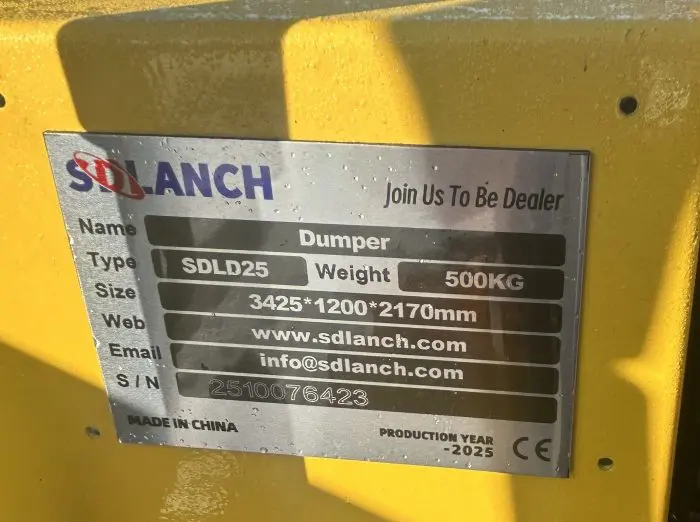 SDLANCH
Join Us To Be Dealer
Name Dumper
Type SDLD25 Weight 500KG
Size 3425*1200*2170mm
Web www.sdlanch.com
Email info@sdlanch.com
S / N 2510076423
MADE IN CHINA
PRODUCTION YEAR
-2025
CE